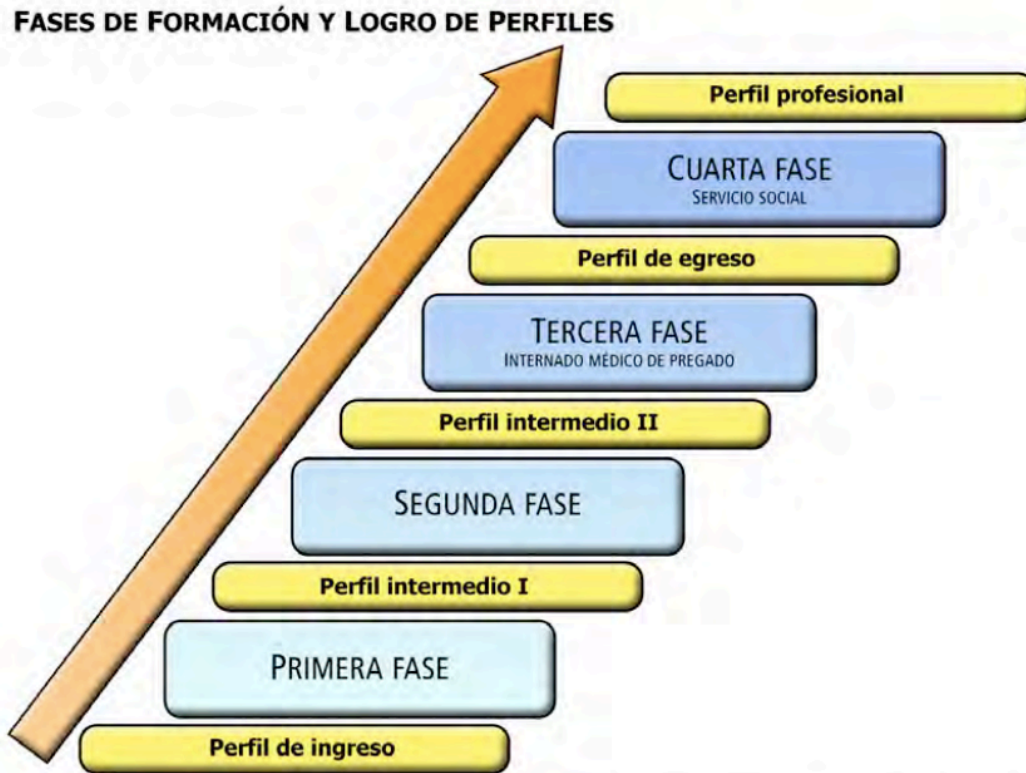 FASES DE FORMACIÓN Y LOGRO DE PERFILES
Perfil profesional
CUARTA FASE
SERVICIO SOCIAL
Perfil de egreso
TERCERA FASE
INTERNADO MÉDICO DE PREGADO
Perfil intermedio II
SEGUNDA FASE
Perfil intermedio I
PRIMERA FASE
Perfil de ingreso